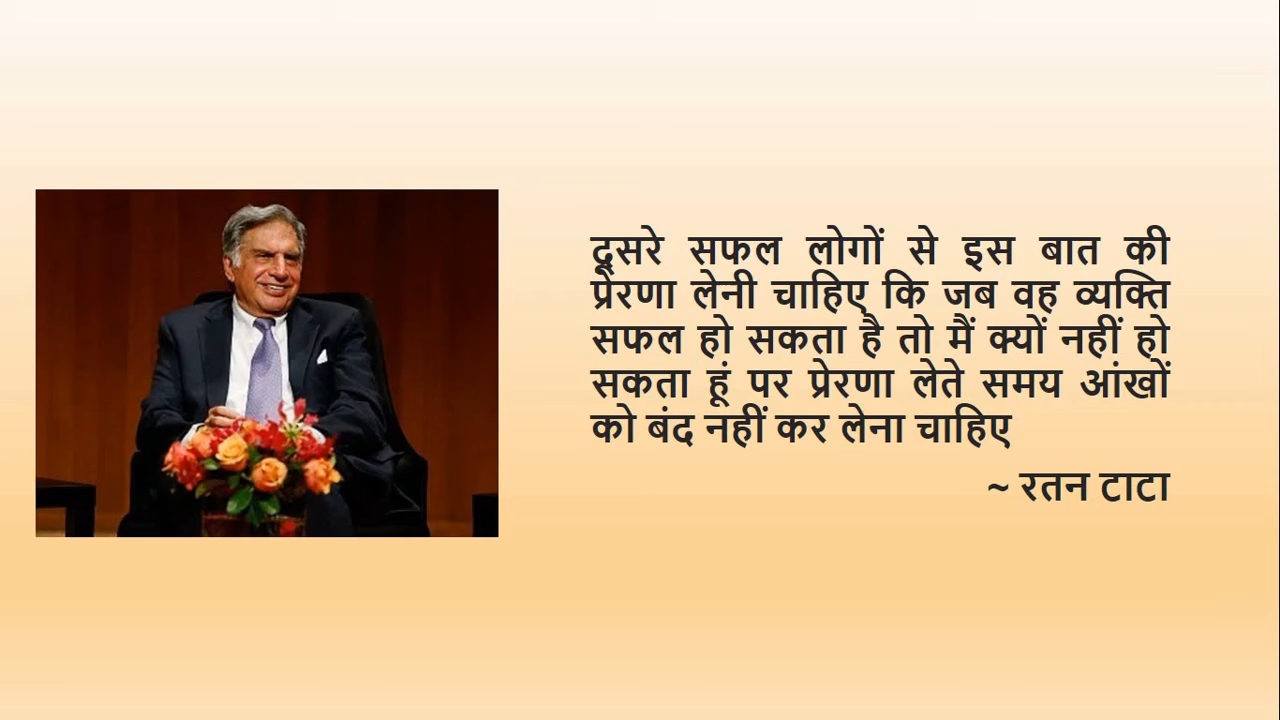 दूसरे सफल लोगों से इस बात की
प्रेरणा लेनी चाहिए कि जब वह व्यक्ति
सफल हो सकता है तो मैं क्यों नहीं हो
सकता हूं पर प्रेरणा लेते समय आंखों
को बंद नहीं कर लेना चाहिए
~ रतन टाटा